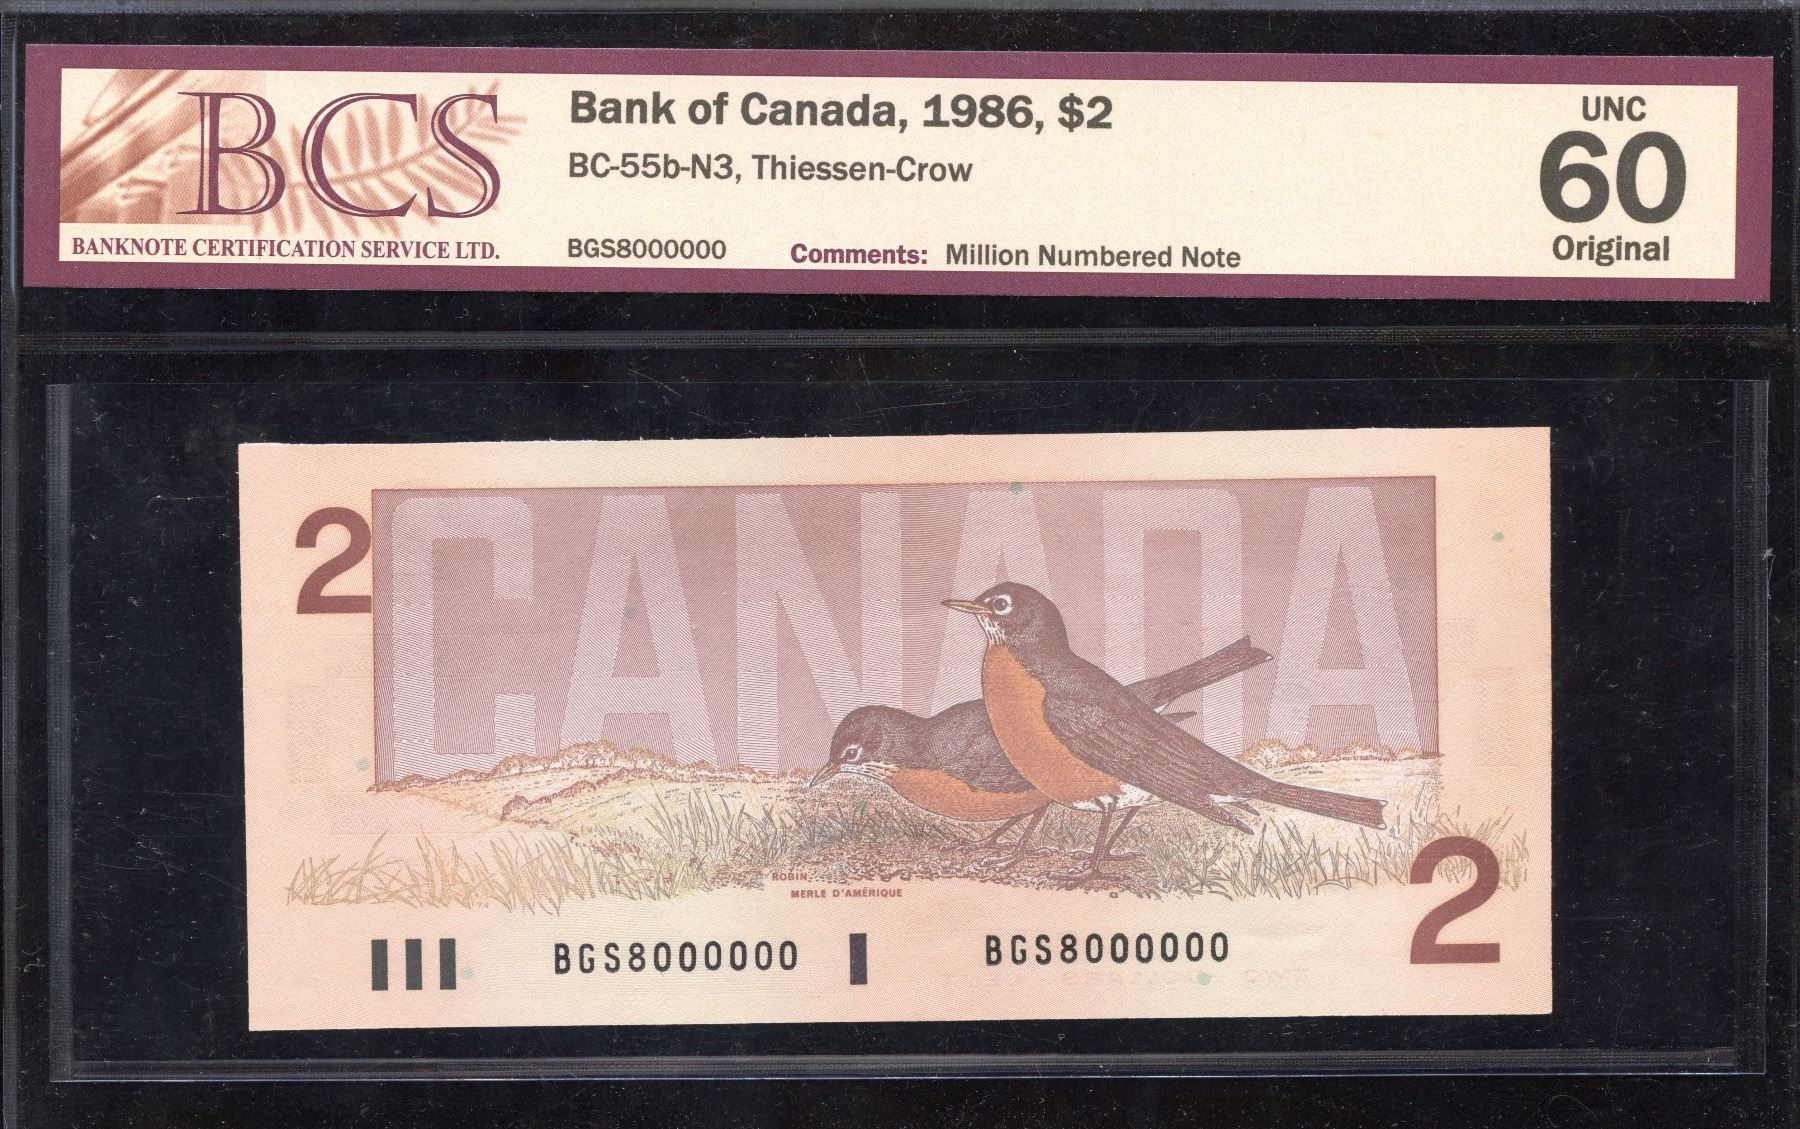 BCS
BANKNOTE CERTIFICATION SERVICE LTD.
Bank of Canada, 1986, $2
BC-55b-N3, Thiessen-Crow
BGS8000000 Comments: Million Numbered Note
UNC
60
Original
2
CANADA
ROBIN
MERLE D'AMÉRIQUE
BGS8000000
BGS8000000
2